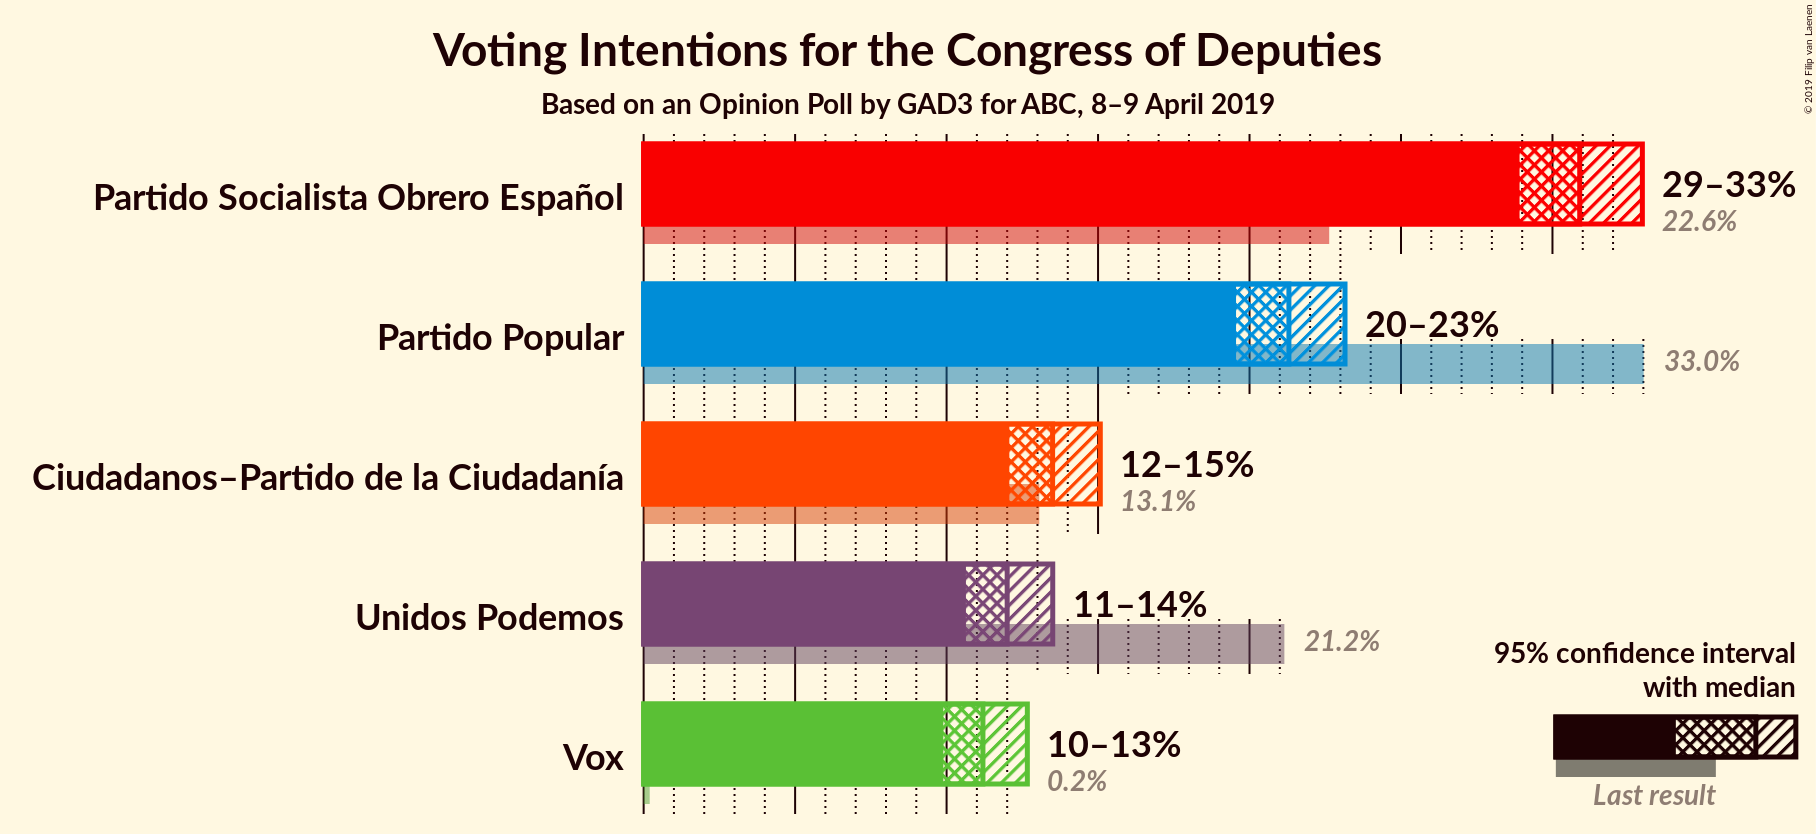 Voting Intentions for the Congress of Deputies
Based on an Opinion Poll by GAD3 for ABC, 8–9 April 2019
© 2019 Filip van Laenen
Partido Socialista Obrero Español
29–33%
22.6%
Partido Popular
20–23%
33.0%
Ciudadanos–Partido de la Ciudadanía
12–15%
13.1%
Unidos Podemos
11–14%
21.2%
Vox
10–13%
0.2%
95% confidence interval
with median
Last result